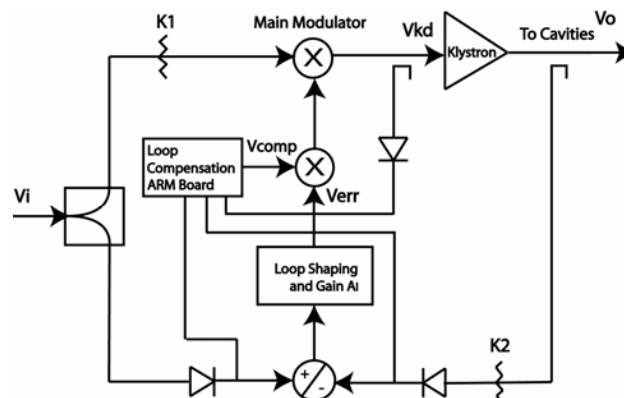 K1
Main Modulator
Vkd
To Cavities
Vo
Klystron
X
Loop
Compensation
ARM Board
Vcomp
X
Vi
Verr
Loop Shaping
and Gain AI
K2
+
-